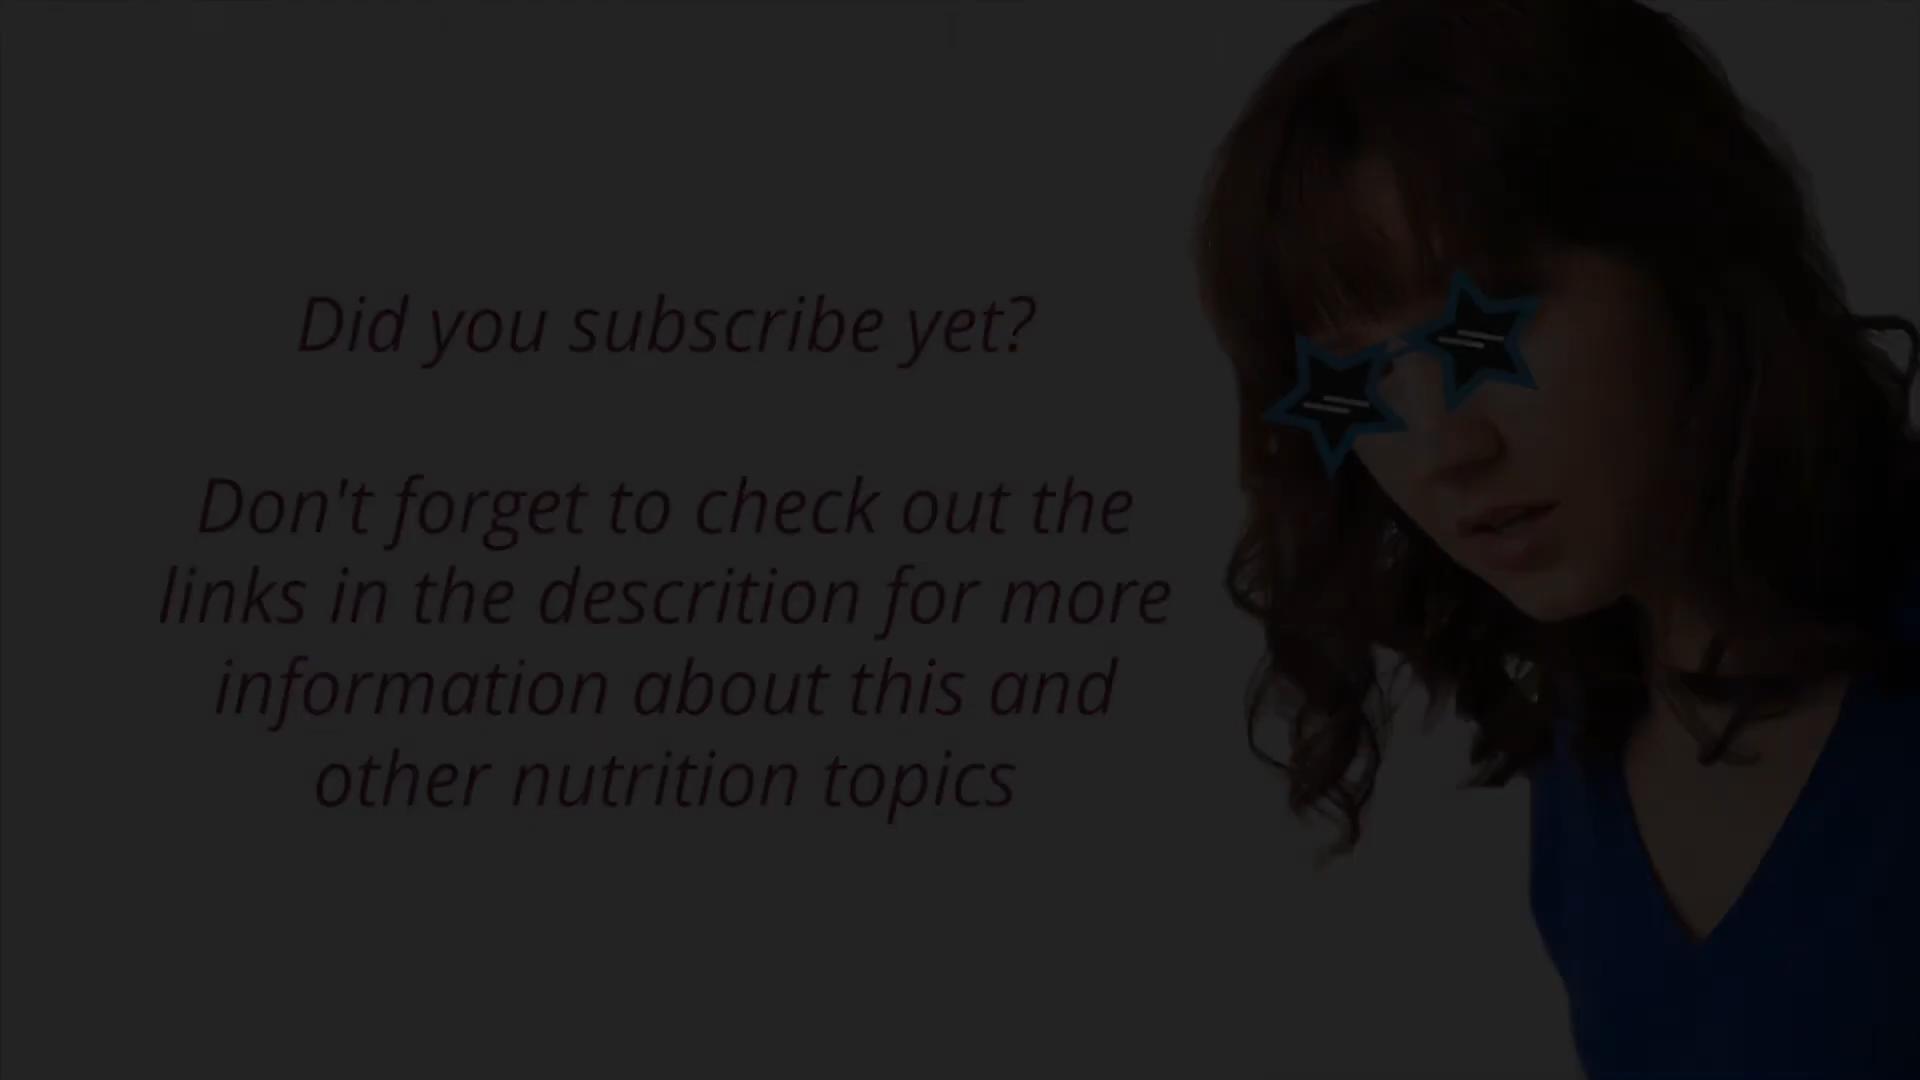 Did you subscribe yet?
Don't forget to check out the
links in the descrition for more
information about this and
other nutrition topics